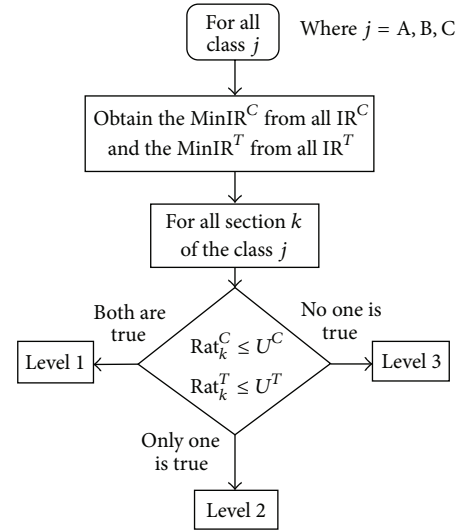 For all
class j
Where j = A, B, C
Obtain the MinIR^C from all IR^C
and the MinIR^T from all IR^T
For all section k
of the class j
Both are
true
No one is
true
Rat_k^C ≤ U^C
Rat_k^T ≤ U^T
Level 1
Level 3
Only one
is true
Level 2